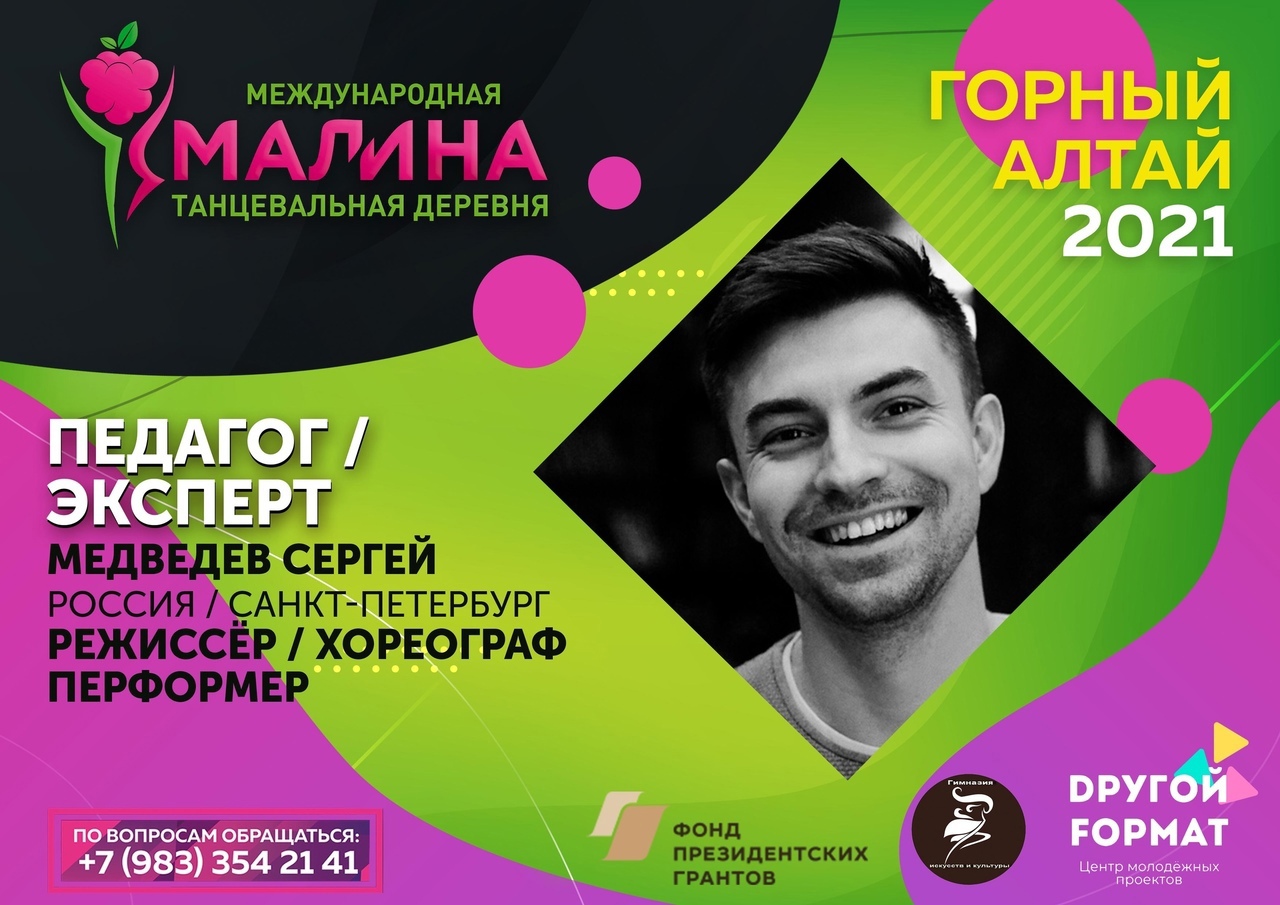 МЕЖДУНАРОДНАЯ
МАЛИНА
ТАНЦЕВАЛЬНАЯ ДЕРЕВНЯ
ГОРНЫЙ
АЛТАЙ
2021
ПЕДАГОГ /
ЭКСПЕРТ
МЕДВЕДЕВ СЕРГЕЙ
РОССИЯ / САНКТ-ПЕТЕРБУРГ
РЕЖИССЁР / ХОРЕОГРАФ
ПЕРФОРМЕР
ПО ВОПРОСАМ ОБРАЩАТЬСЯ:
+7 (983) 354 21 41
ФОНД
ПРЕЗИДЕНТСКИХ
ГРАНТОВ
Гимназия
искусств и культуры
DРУГОЙ
FОРМАТ
Центр молодёжных
проектов